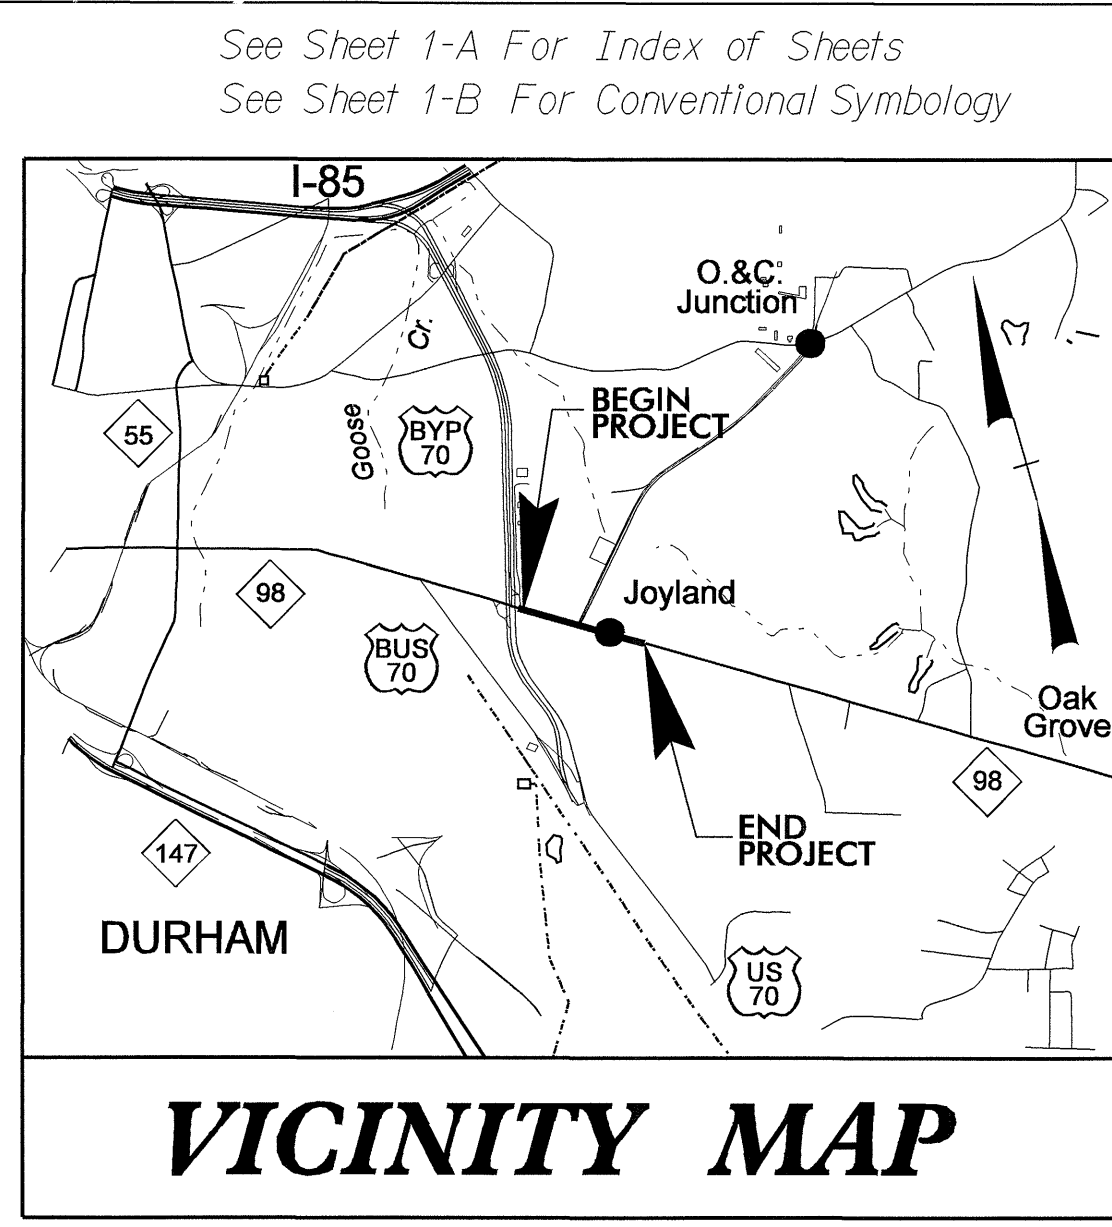 See Sheet 1-A For Index of Sheets
See Sheet 1-B For Conventional Symbology
I-85
O.&C.
Junction
Cr.
Goose
BEGIN
PROJECT
55
BYP
70
98
Joyland
BUS
70
Oak
Grove
98
END
PROJECT
147
DURHAM
US
70
VICINITY MAP